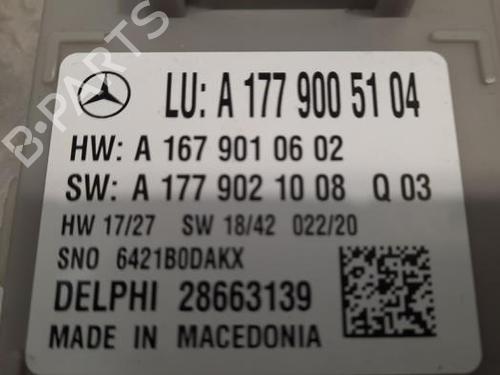 LU: A 177 900 51 04
HW: A 167 901 06 02
SW: A 177 902 10 08 Q 03
HW 17/27 SW 18/42 022/20
SNO 6421B0DAKX
DELPHI 28663139
MADE IN MACEDONIA
B-PARTS